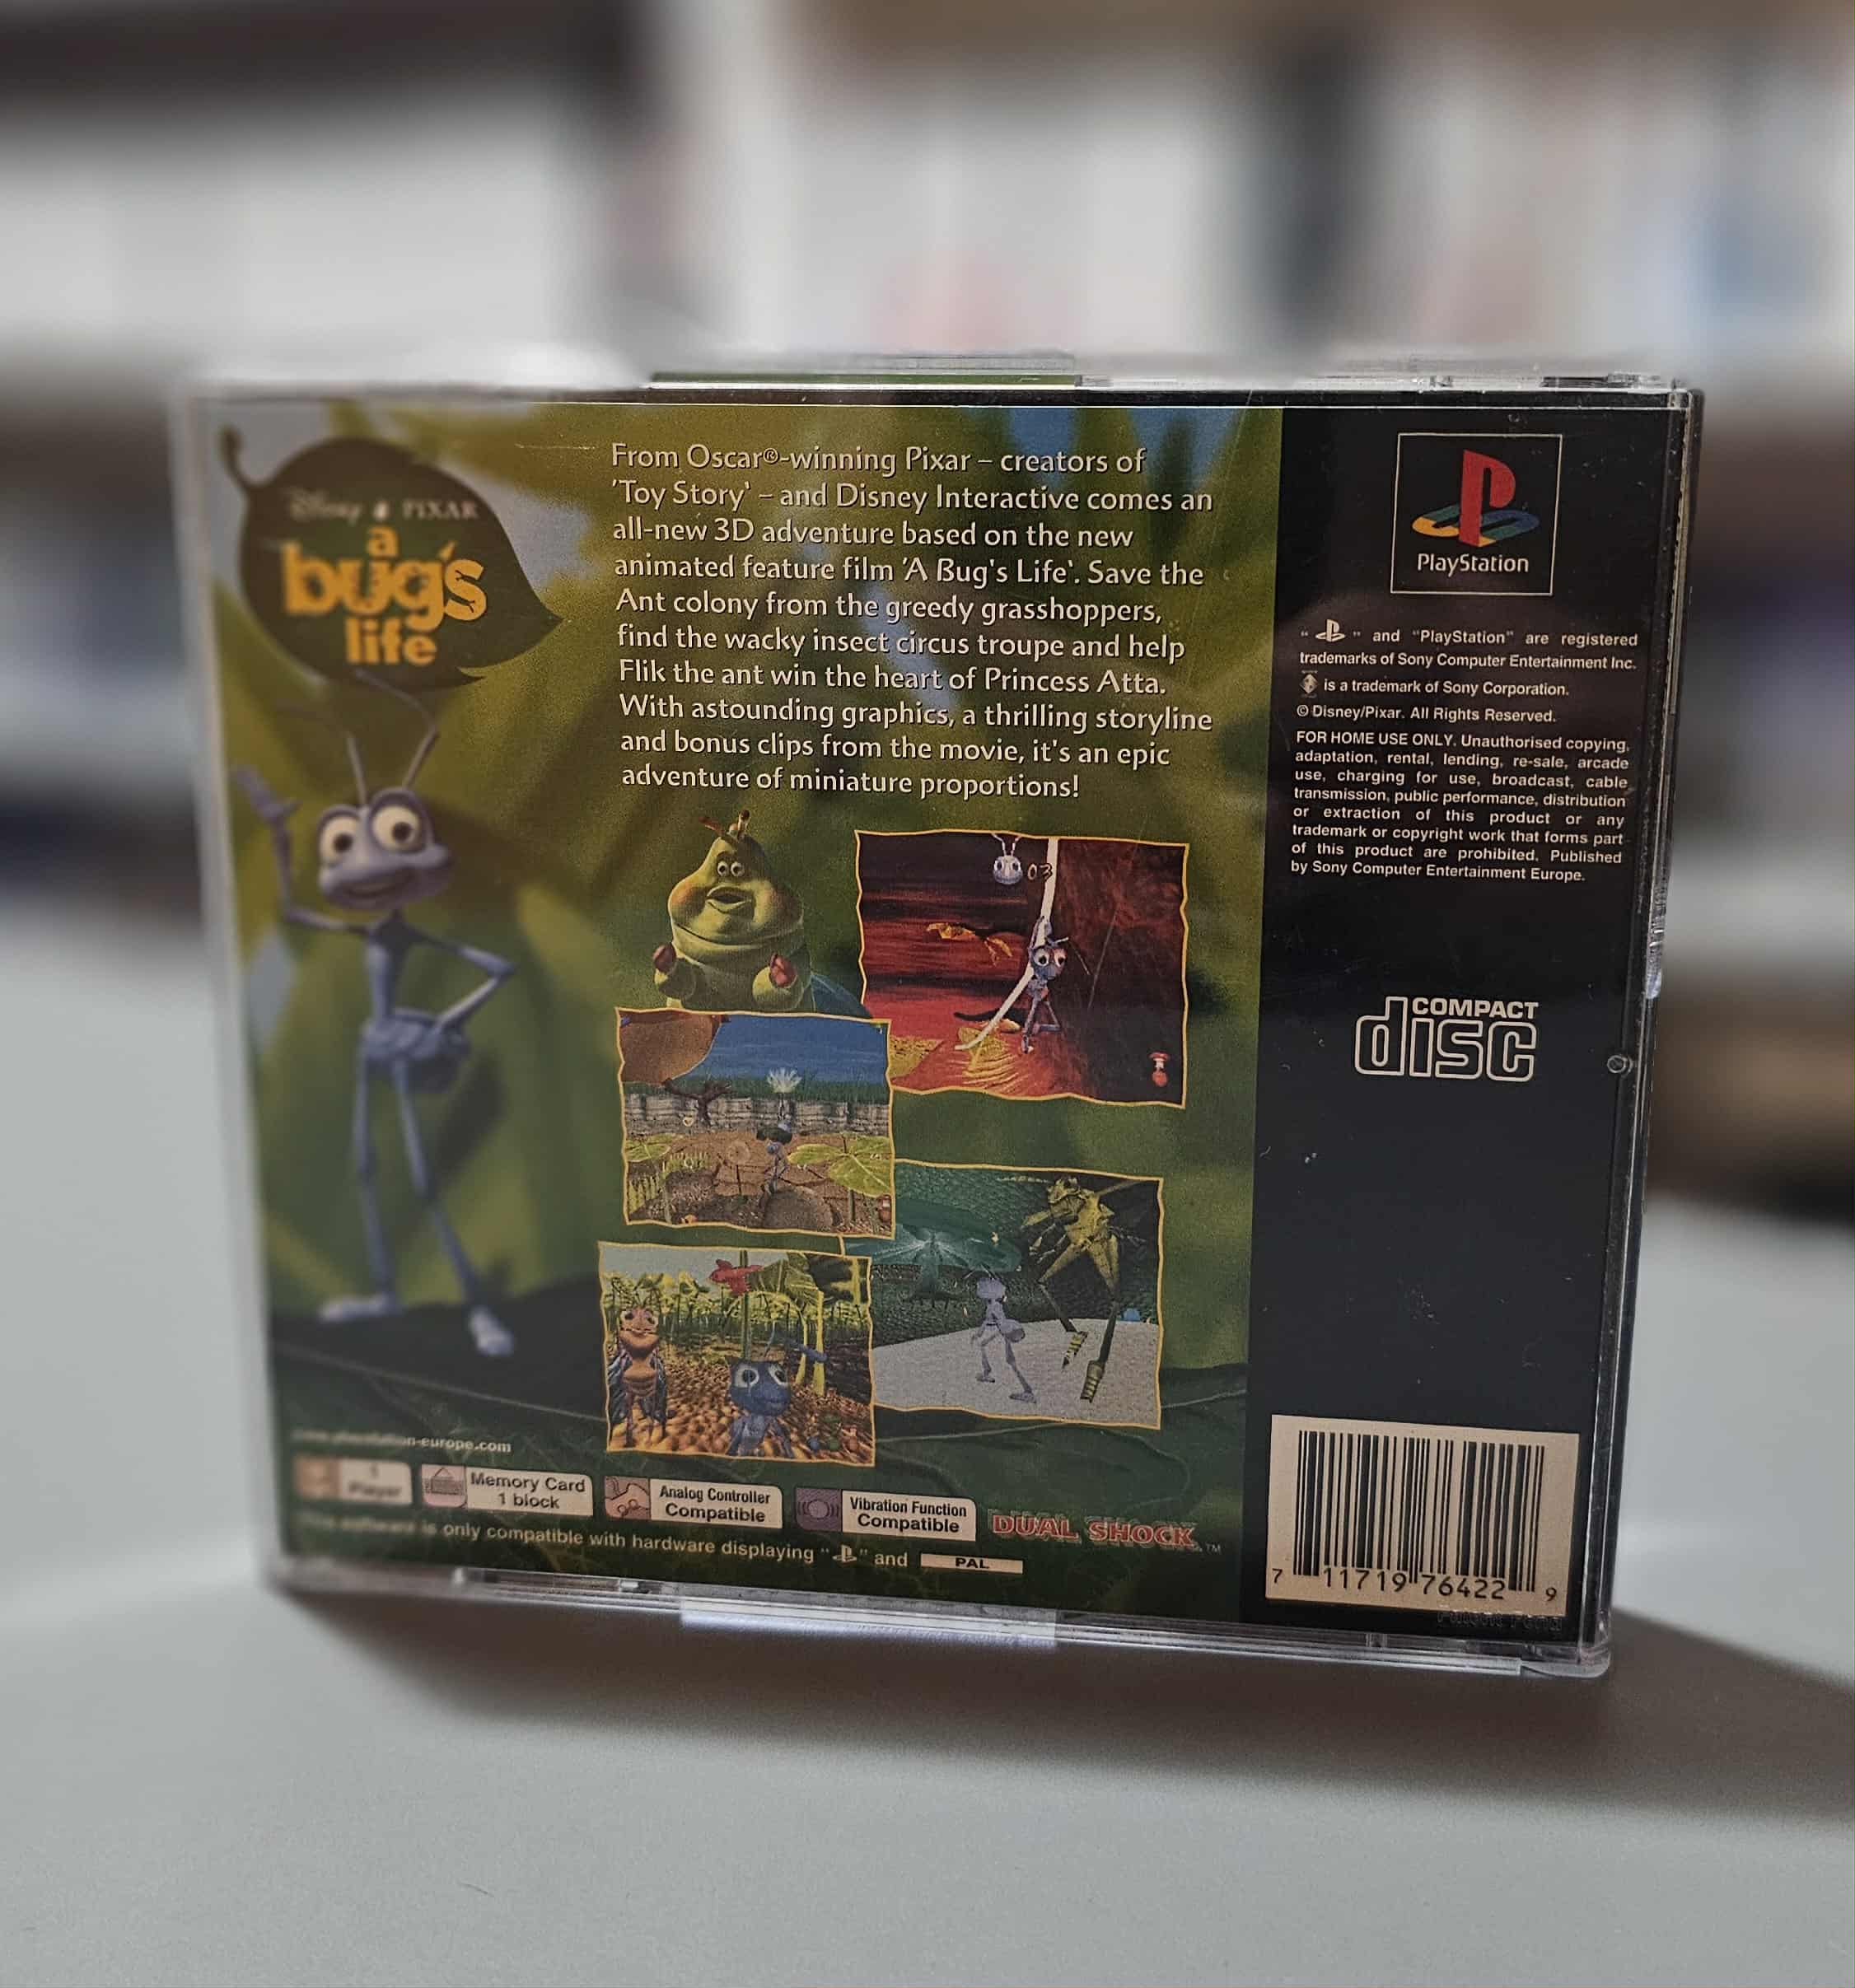 Disney PIXAR
a
bug's
life
From Oscar®-winning Pixar – creators of
'Toy Story' – and Disney Interactive comes an
all-new 3D adventure based on the new
animated feature film 'A Bug's Life'. Save the
Ant colony from the greedy grasshoppers,
find the wacky insect circus troupe and help
Flik the ant win the heart of Princess Atta.
With astounding graphics, a thrilling storyline
and bonus clips from the movie, it's an epic
adventure of miniature proportions!
03
-europe.com
1
Player
Memory Card
1 block
Analog Controller
Compatible
Vibration Function
Compatible
DUAL SHOCK™
software is only compatible with hardware displaying " " and PAL
PlayStation
" " and "PlayStation" are registered
trademarks of Sony Computer Entertainment Inc.
is a trademark of Sony Corporation.
© Disney/Pixar. All Rights Reserved.
FOR HOME USE ONLY. Unauthorised copying,
adaptation, rental, lending, re-sale, arcade
use, charging for use, broadcast, cable
transmission, public performance, distribution
or extraction of this product or any
trademark or copyright work that forms part
of this product are prohibited. Published
by Sony Computer Entertainment Europe.
COMPACT
disc
7 11719 76422 9